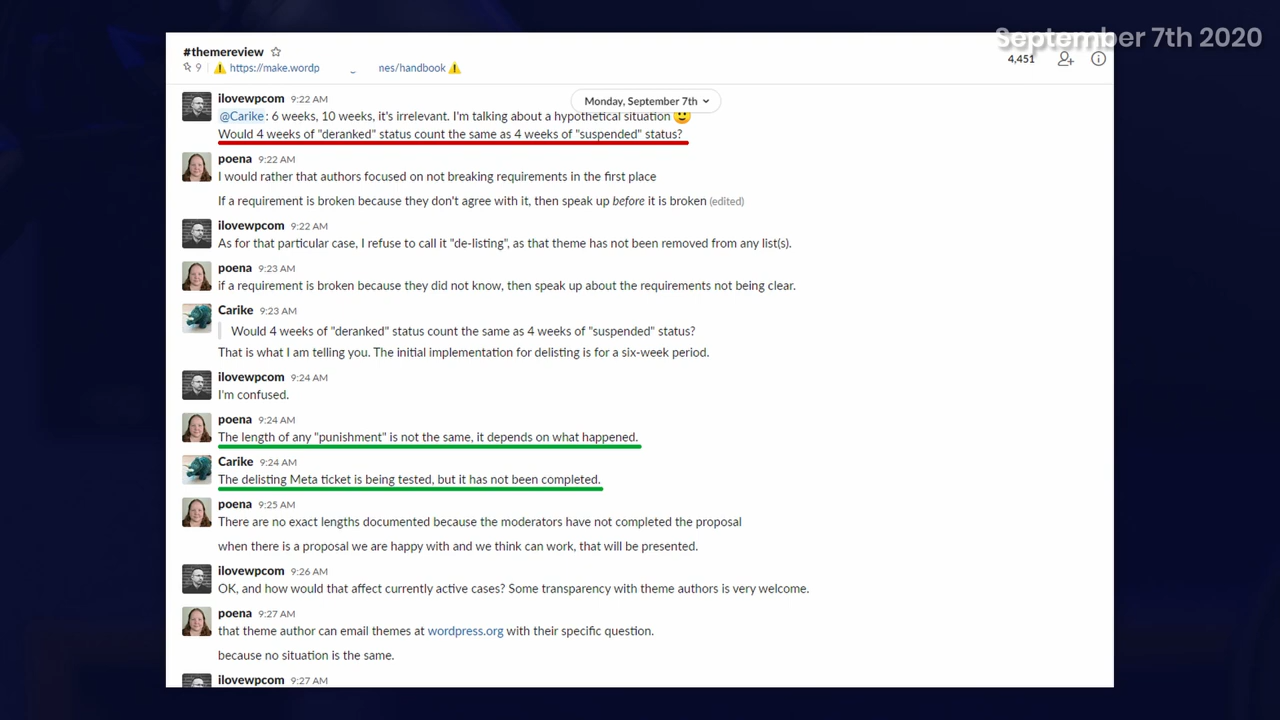 September 7th 2020
#themereview
9 | https://make.wordp nes/handbook
4,451
Monday, September 7th
ilovewpcom 9:22 AM
@Carike: 6 weeks, 10 weeks, it's irrelevant. I'm talking about a hypothetical situation
Would 4 weeks of "deranked" status count the same as 4 weeks of "suspended" status?
poena 9:22 AM
I would rather that authors focused on not breaking requirements in the first place
If a requirement is broken because they don't agree with it, then speak up before it is broken (edited)
ilovewpcom 9:22 AM
As for that particular case, I refuse to call it "de-listing", as that theme has not been removed from any list(s).
poena 9:23 AM
if a requirement is broken because they did not know, then speak up about the requirements not being clear.
Carike 9:23 AM
Would 4 weeks of "deranked" status count the same as 4 weeks of "suspended" status?
That is what I am telling you. The initial implementation for delisting is for a six-week period.
ilovewpcom 9:24 AM
I'm confused.
poena 9:24 AM
The length of any "punishment" is not the same, it depends on what happened.
Carike 9:24 AM
The delisting Meta ticket is being tested, but it has not been completed.
poena 9:25 AM
There are no exact lengths documented because the moderators have not completed the proposal
when there is a proposal we are happy with and we think can work, that will be presented.
ilovewpcom 9:26 AM
OK, and how would that affect currently active cases? Some transparency with theme authors is very welcome.
poena 9:27 AM
that theme author can email themes at wordpress.org with their specific question.
because no situation is the same.
ilovewpcom 9:27 AM